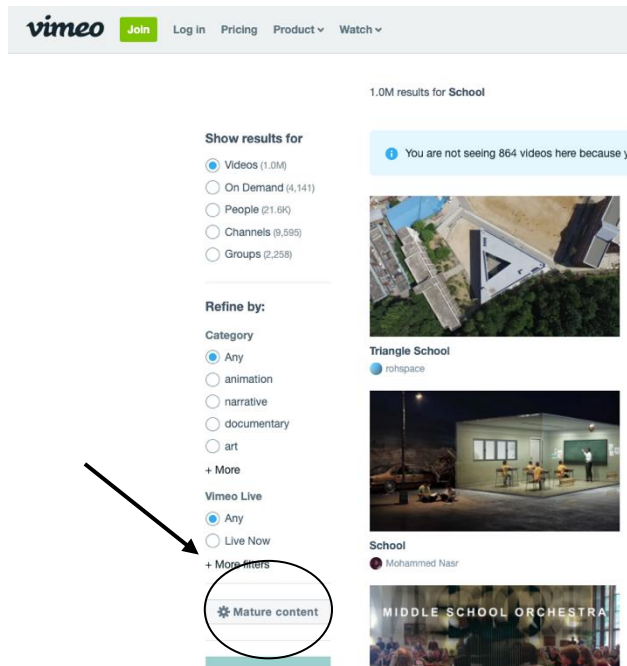 vimeo Join Log in Pricing Product Watch
1.0M results for School
Show results for
You are not seeing 864 videos here because y
Videos (1.0M)
On Demand (4,141)
People (21.6K)
Channels (9,595)
Groups (2,258)
Refine by:
Category
Any
animation
narrative
documentary
art
+ More
Vimeo Live
Any
Live Now
+ More filters
Mature content
Triangle School
rohspace
School
Mohammed Nasr
MIDDLE SCHOOL ORCHESTRA